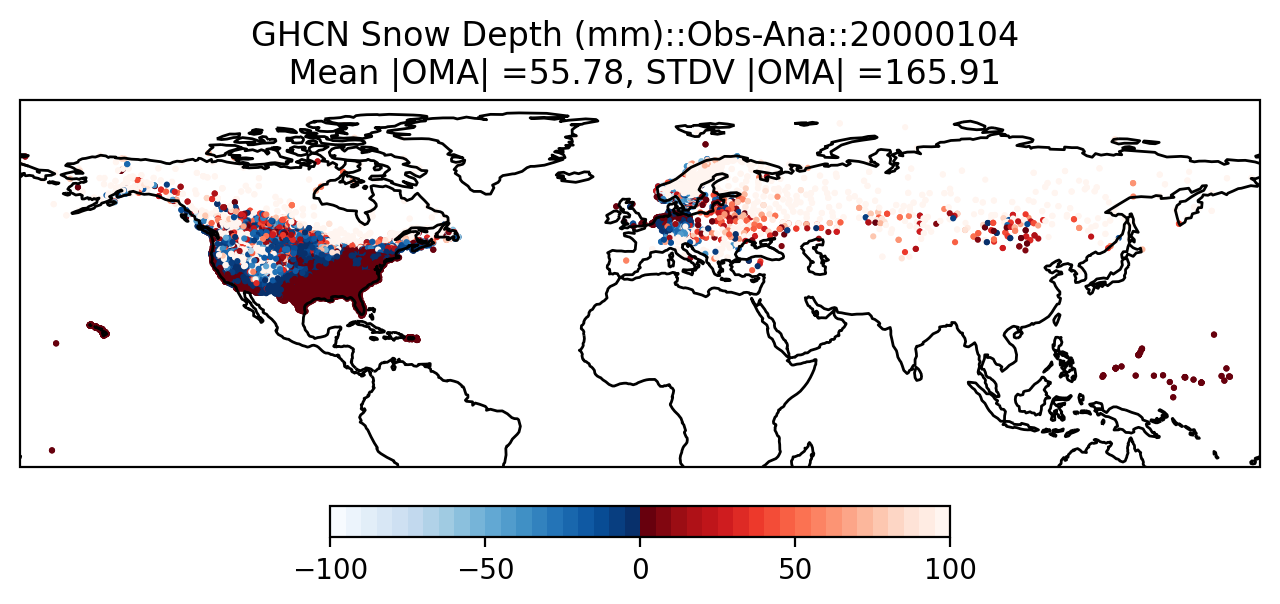 GHCN Snow Depth (mm)::Obs-Ana::20000104
Mean |OMA| =55.78, STDV |OMA| =165.91
−100 −50 0 50 100